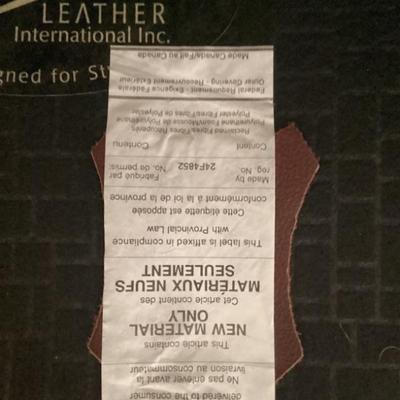 LEATHER
International Inc.
gned for St
delivered to the consumer
Ne pas enlever avant la
livraison au consommateur
This article contains
NEW MATERIAL
ONLY
Cet article contient des
MATÉRIAUX NEUFS
SEULEMENT
This label is affixed in compliance
with Provincial Law
Cette étiquette est apposée
conformément à la loi de la province
Made by Fabriqué par
reg. No. 24F4852 No. de permis:
Content Contenu
Reclaimed Fibres/Fibres Récupérés
Polyurethane Foam/Mousse Polyuréthane
Polyester Fibres/Fibres de Polyester
Federal Requirement - Exigence Fédérale
Outer Covering - Recouvrement Extérieur
Made Canada/Fait au Canada